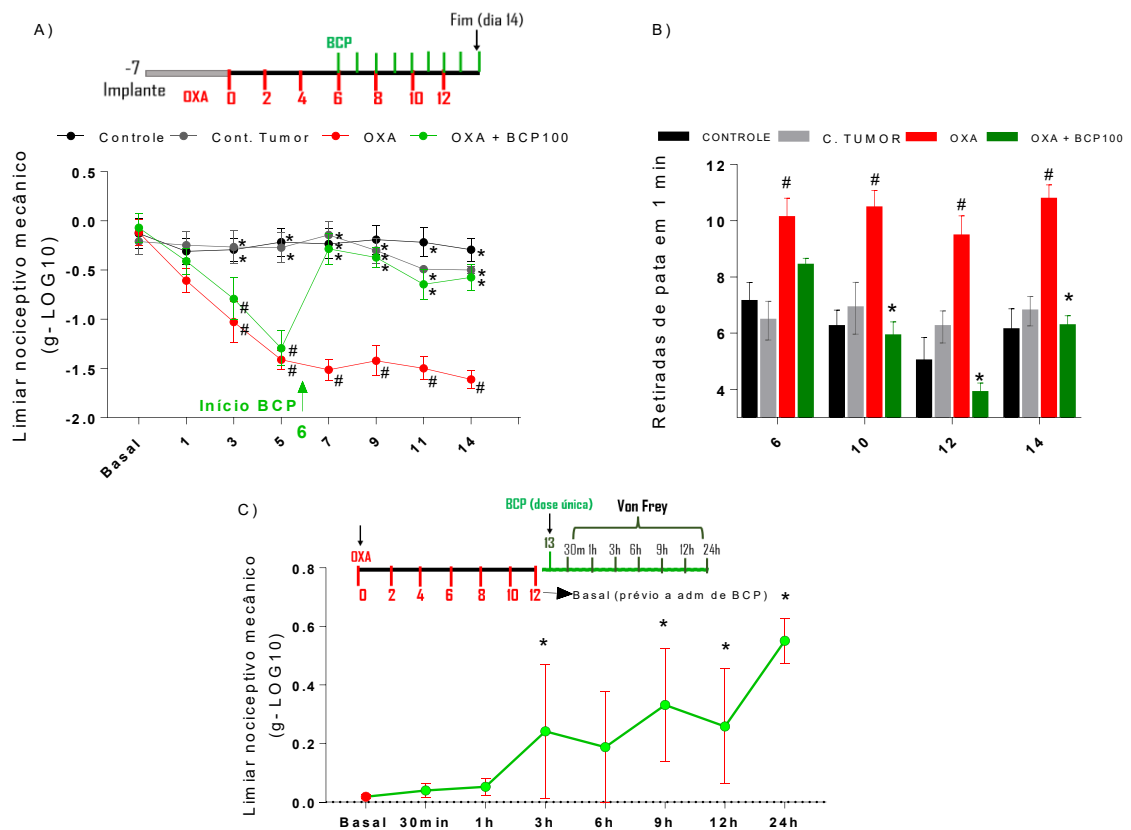 A)
Fim (dia 14)
BCP
-7
Implante
OXA
0 2 4 6 8 10 12
Controle Cont. Tumor OXA OXA + BCP100
Limiar nociceptivo mecânico
(g- LOG10)
0.5
0.0
-0.5
-1.0
-1.5
-2.0
* * * * * * * * * * * * * * * *
# # # # # # # #
Início BCP
6
Basal 1 3 5 7 9 11 14
B)
CONTROLE C. TUMOR OXA OXA + BCP100
Retiradas de pata em 1 min
12
10
8
6
4
# # # #
* * *
6 10 12 14
C)
BCP (dose única)
Von Frey
OXA
13
30m 1h 3h 6h 9h 12h 24h
0 2 4 6 8 10 12
Basal (prévio a adm de BCP)
Limiar nociceptivo mecânico
(g- LOG10)
0.8
0.6
0.4
0.2
0.0
* * * *
Basal 30min 1h 3h 6h 9h 12h 24h